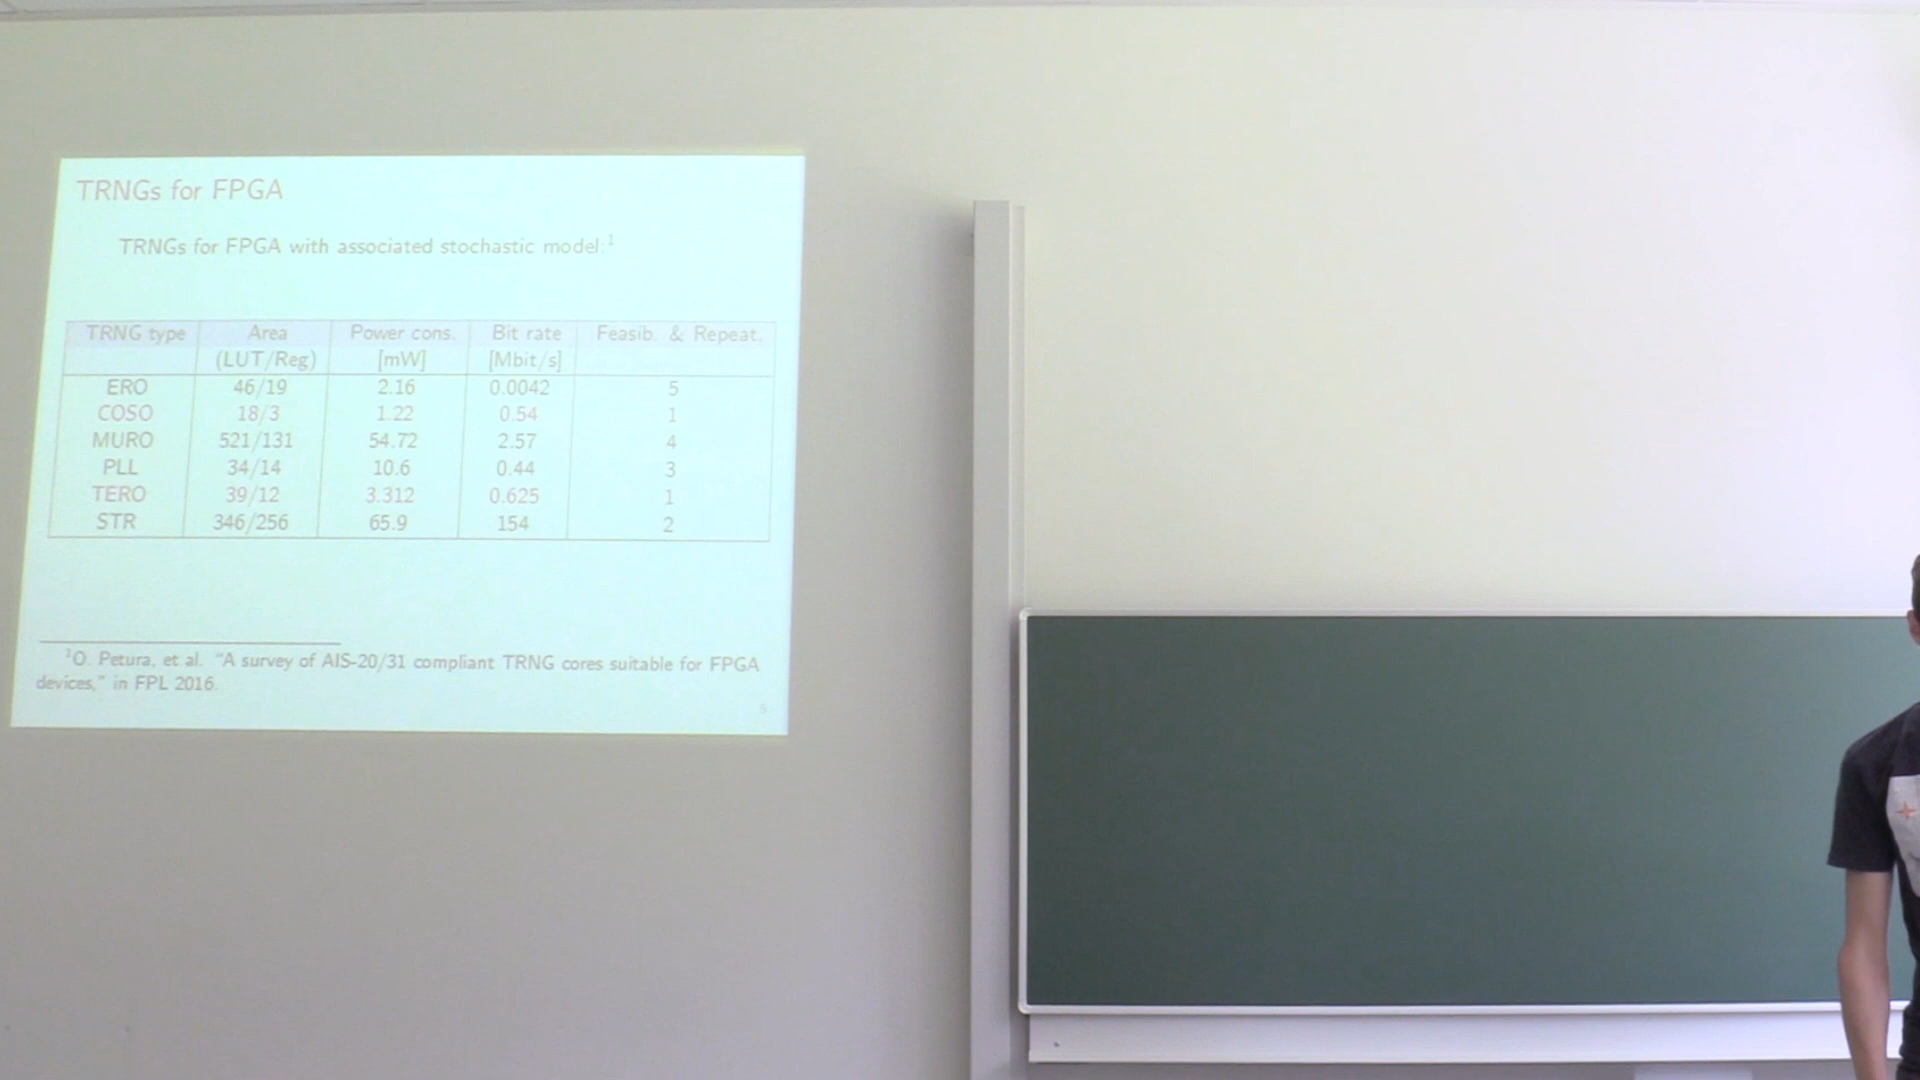 TRNGs for FPGA
TRNGs for FPGA with associated stochastic model:1
TRNG type Area Power cons. Bit rate Feasib. & Repeat.
(LUT/Reg) [mW] [Mbit/s]
ERO 46/19 2.16 0.0042 5
COSO 18/3 1.22 0.54 1
MURO 521/131 54.72 2.57 4
PLL 34/14 10.6 0.44 3
TERO 39/12 3.312 0.625 1
STR 346/256 65.9 154 2
1O. Petura, et al. "A survey of AIS-20/31 compliant TRNG cores suitable for FPGA
devices," in FPL 2016.